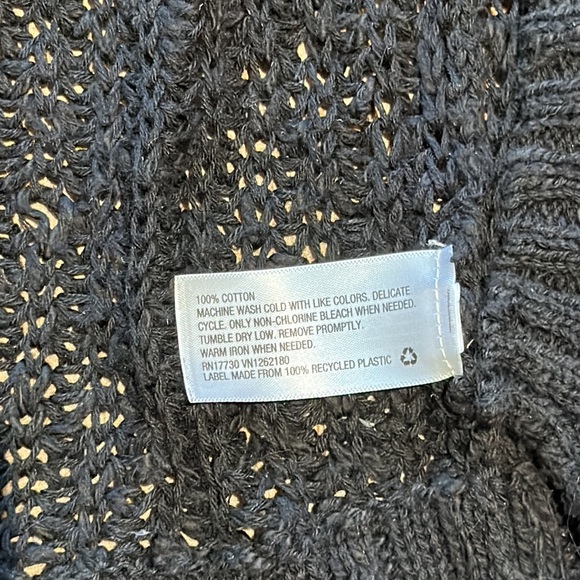 100% COTTON
MACHINE WASH COLD WITH LIKE COLORS. DELICATE
CYCLE. ONLY NON-CHLORINE BLEACH WHEN NEEDED.
TUMBLE DRY LOW. REMOVE PROMPTLY.
WARM IRON WHEN NEEDED.
RN17730 VN1262180
LABEL MADE FROM 100% RECYCLED PLASTIC